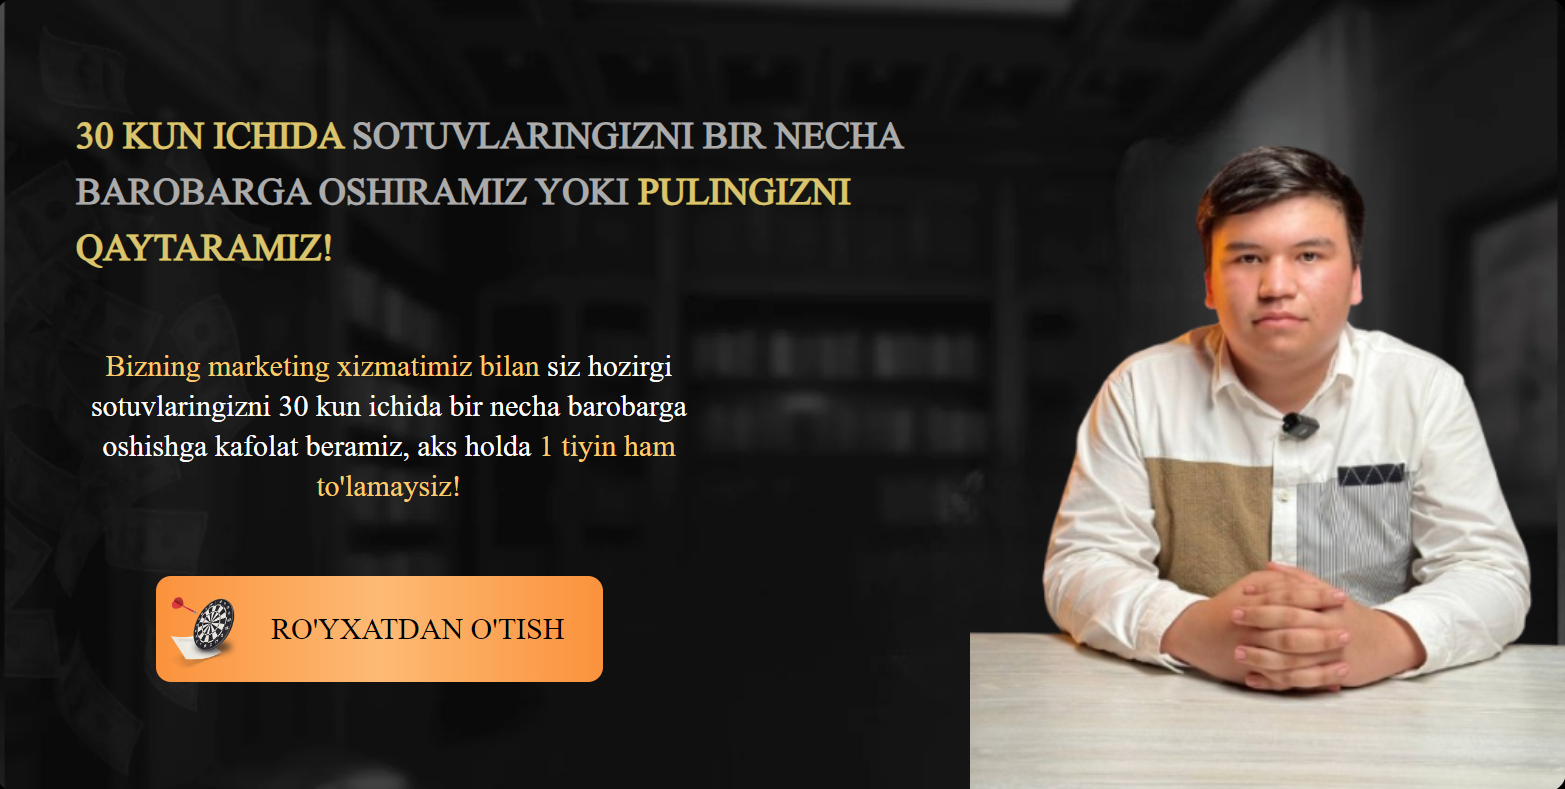 30 KUN ICHIDA SOTUVLARINGIZNI BIR NECHA
BAROBARGA OSHIRAMIZ YOKI PULINGIZNI
QAYTARAMIZ!
Bizning marketing xizmatimiz bilan siz hozirgi
sotuvlaringizni 30 kun ichida bir necha barobarga
oshishga kafolat beramiz, aks holda 1 tiyin ham
to'lamaysiz!
RO'YXATDAN O'TISH